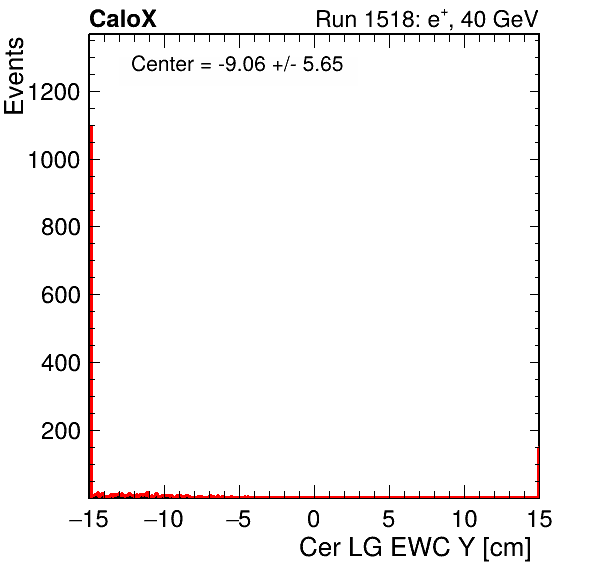 CaloX
Run 1518: e⁺, 40 GeV
Center = -9.06 +/- 5.65
Events
1200
1000
800
600
400
200
−15 −10 −5 0 5 10 15
Cer LG EWC Y [cm]